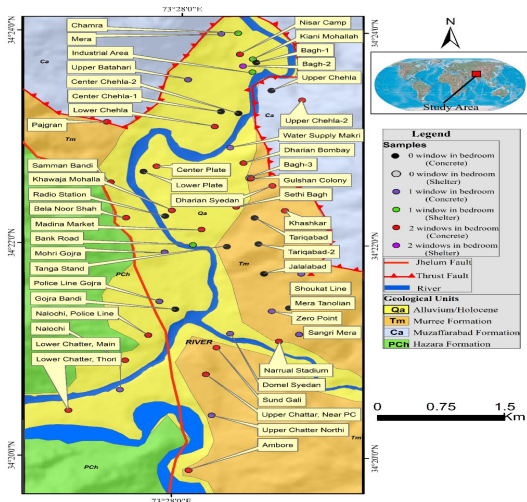 73°28'0"E
N
34°24'0"N
34°24'0"N
Chamra
Mera
Industrial Area
Upper Batahari
Center Chehla-2
Center Chehla-1
Lower Chehla
Pajgran
Nisar Camp
Kiani Mohallah
Bagh-1
Bagh-2
Upper Chehla
Upper Chehla-2
Water Supply Makri
Dharian Bombay
Bagh-3
Gulshan Colony
Sethi Bagh
Ca
Ca
Tm
Samman Bandi
Khawaja Mohalla
Radio Station
Bela Noor Shah
Madina Market
Bank Road
Mohri Gojra
Tanga Stand
Police Line Gojra
Gojra Bandi
Nalochi, Police Line
Nalochi
Lower Chatter, Main
Lower Chatter, Thori
Center Plate
Lower Plate
Dharian Syedan
Qa
Khashkar
Tariqabad
Tariqabad-2
Jalalabad
Shoukat Line
Mera Tanolian
Zero Point
Sangri Mera
Narrual Stadium
Domel Syedan
Sund Gali
Upper Chattar, Near PC
Upper Chatter Northi
Ambore
34°22'0"N
34°22'0"N
Tm
PCh
RIVER
Tm
PCh
34°20'0"N
34°20'0"N
73°28'0"E
Study Area
Legend
Samples
0 window in bedroom
(Concrete)
0 window in bedroom
(Shelter)
1 window in bedroom
(Concrete)
1 window in bedroom
(Shelter)
2 windows in bedroom
(Concrete)
2 windows in bedroom
(Shelter)
Jhelum Fault
Thrust Fault
River
Geological Units
Qa Alluvium/Holocene
Tm Murree Formation
Ca Muzaffarabad Formation
PCh Hazara Formation
0 0.75 1.5
Km